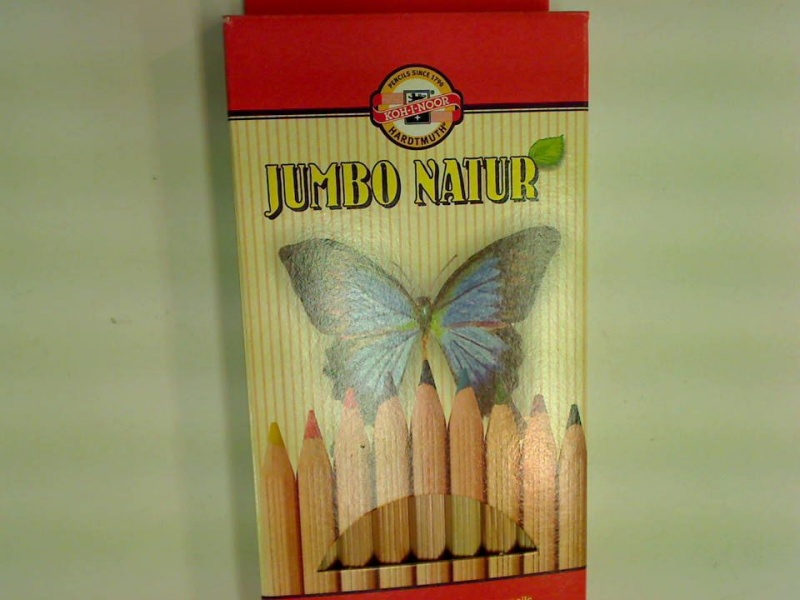 PENCILS SINCE 1790
KOH-I-NOOR
HARDTMUTH
JUMBO NATUR